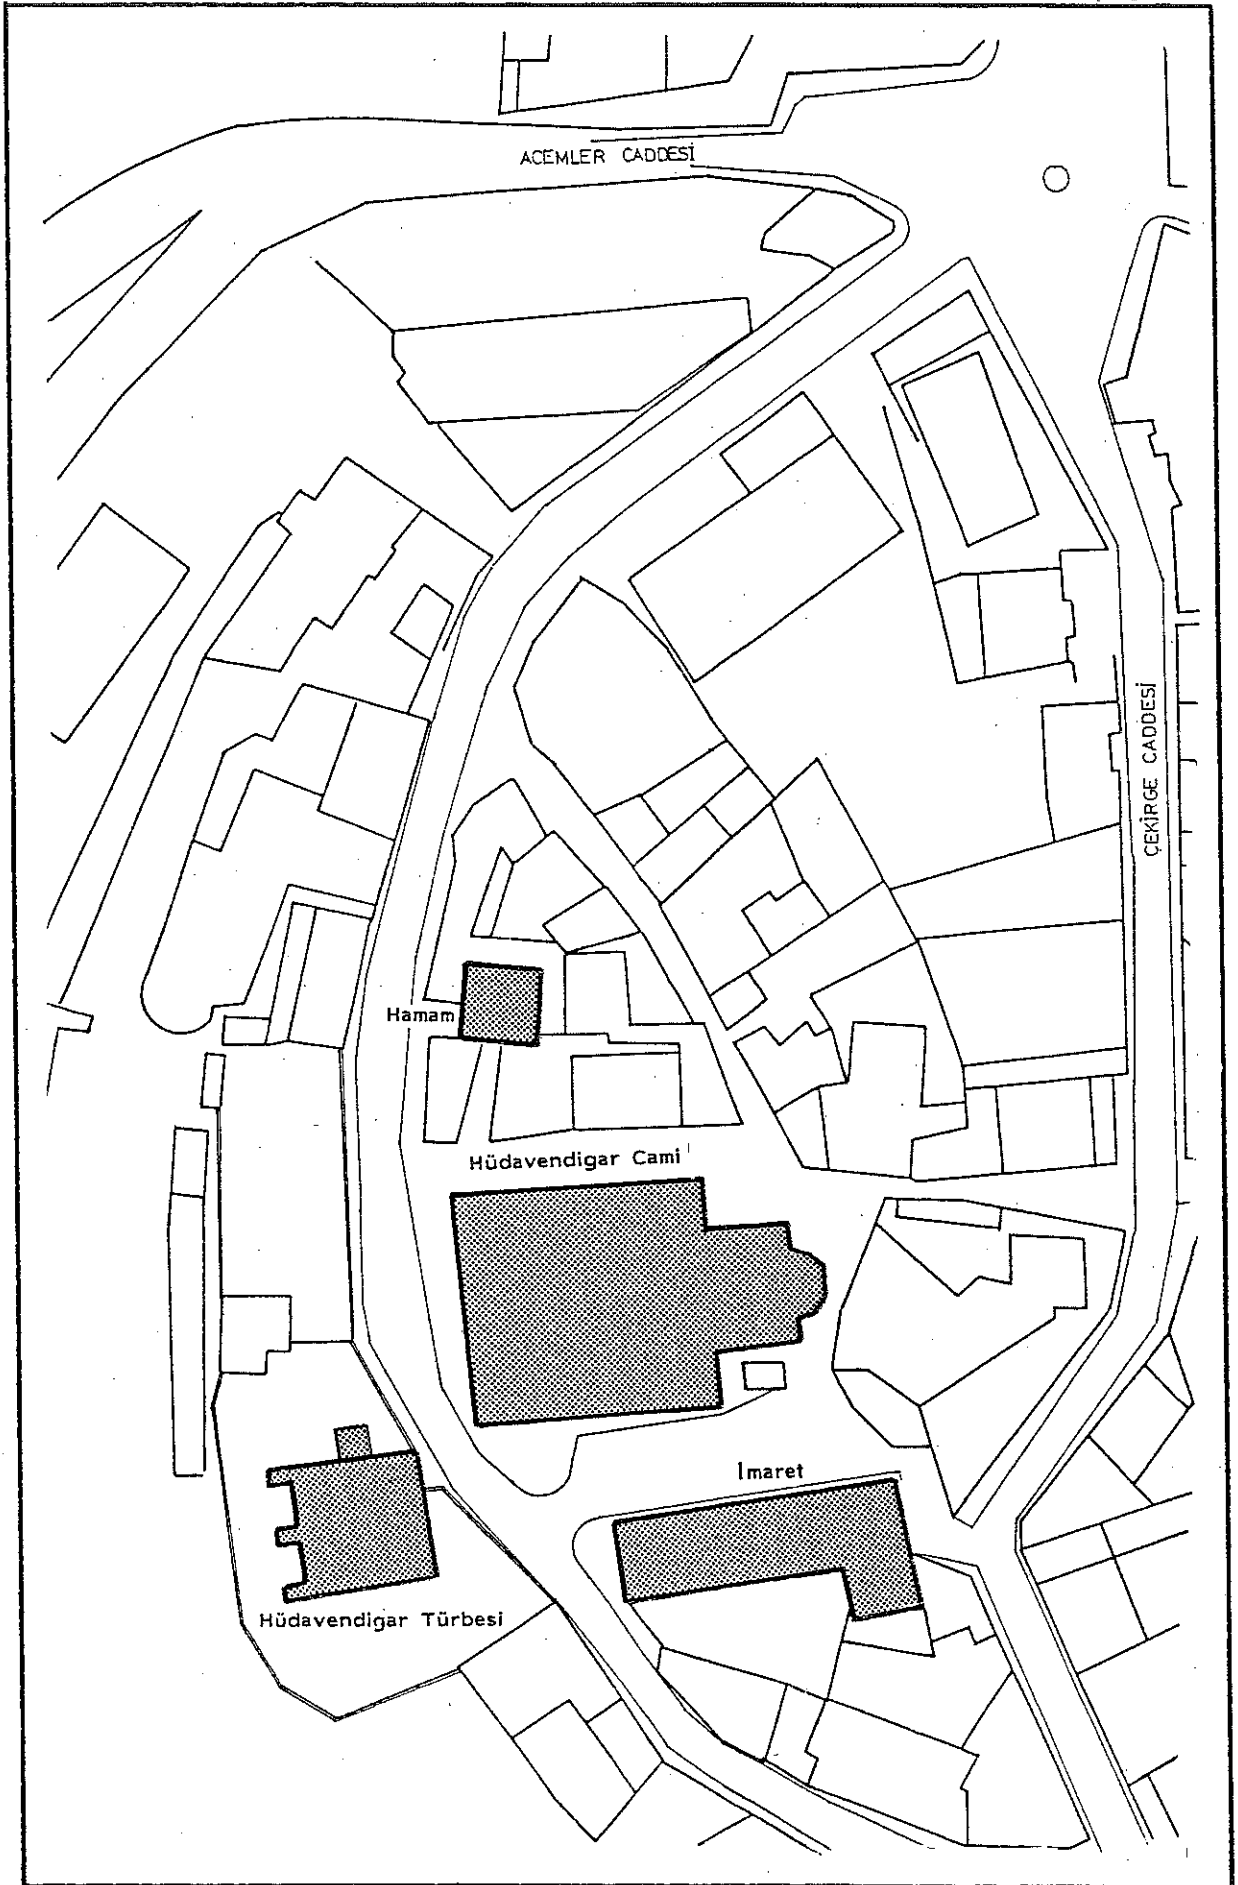 ACEMLER CADDESİ
ÇEKİRGE CADDESİ
Hamam
Hüdavendigar Cami
İmaret
Hüdavendigar Türbesi